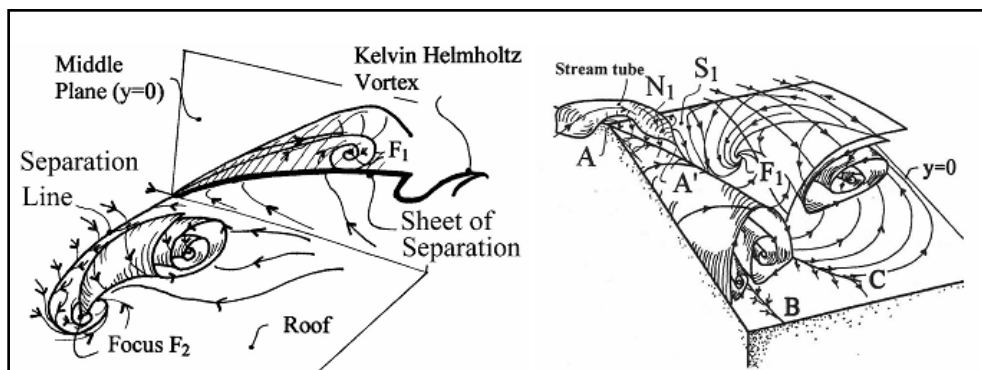 Middle
Plane (y=0)
Kelvin Helmholtz
Vortex
Separation
Line
F1
Sheet of
Separation
Roof
Focus F2
Stream tube
N1
S1
A
A'
F1
y=0
C
B